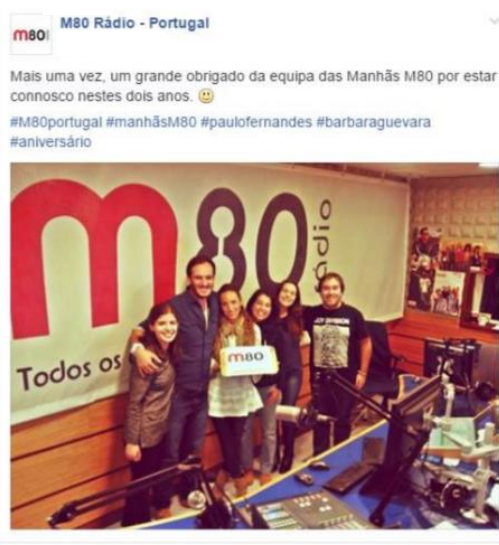 m80
M80 Rádio - Portugal
Mais uma vez, um grande obrigado da equipa das Manhãs M80 por estar
connosco nestes dois anos.
#M80portugal #manhãsM80 #paulofernandes #barbaraguevara
#aniversário
m80
rádio
Todos os
m80
JOY DIVISION